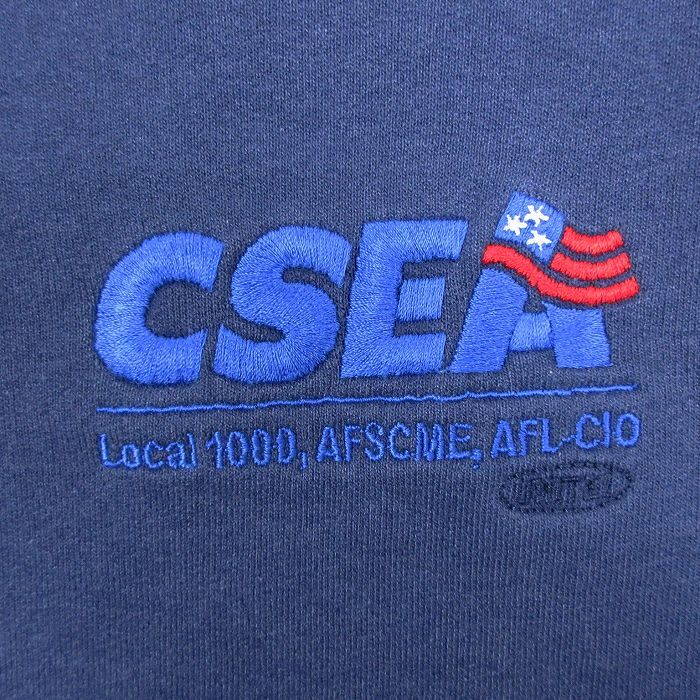 CSEA
Local 1000, AFSCME, AFL-CIO